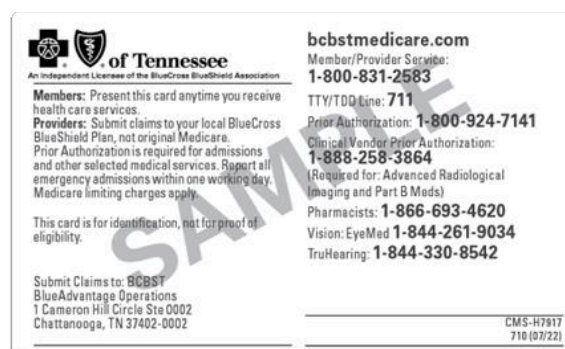 of Tennessee
An Independent Licensee of the BlueCross BlueShield Association
Members: Present this card anytime you receive
health care services.
Providers: Submit claims to your local BlueCross
BlueShield Plan, not original Medicare.
Prior Authorization is required for admissions
and other selected medical services. Report all
emergency admissions within one working day.
Medicare limiting charges apply.
This card is for identification, not for proof of
eligibility.
Submit Claims to: BCBST
BlueAdvantage Operations
1 Cameron Hill Circle Ste 0002
Chattanooga, TN 37402-0002
bcbstmedicare.com
Member/Provider Service:
1-800-831-2583
TTY/TDD Line: 711
Prior Authorization: 1-800-924-7141
Clinical Vendor Prior Authorization:
1-888-258-3864
(Required for: Advanced Radiological
Imaging and Part B Meds)
Pharmacists: 1-866-693-4620
Vision: EyeMed 1-844-261-9034
TruHearing: 1-844-330-8542
CMS-H7917
710 (07/22)
SAMPLE